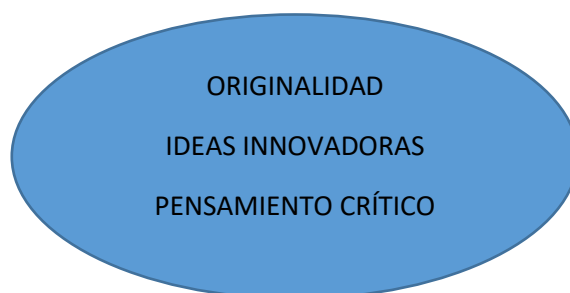 ORIGINALIDAD
IDEAS INNOVADORAS
PENSAMIENTO CRÍTICO